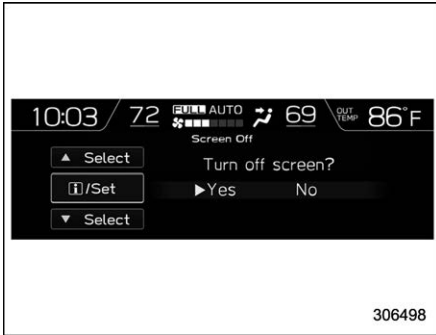 10:03 72 FULL AUTO 69 OUT TEMP 86°F
Screen Off
▲ Select
Turn off screen?
i/Set
▶Yes No
▼ Select
306498